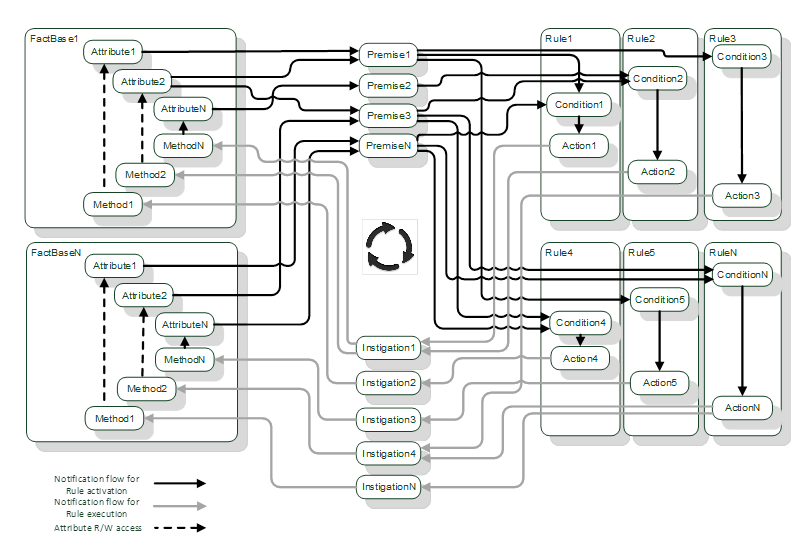 FactBase1
Attribute1
Attribute2
AttributeN
MethodN
Method2
Method1
FactBaseN
Attribute1
Attribute2
AttributeN
MethodN
Method2
Method1
Premise1
Premise2
Premise3
PremiseN
Instigation1
Instigation2
Instigation3
Instigation4
InstigationN
Rule1
Condition1
Action1
Rule2
Condition2
Action2
Rule3
Condition3
Action3
Rule4
Condition4
Action4
Rule5
Condition5
Action5
RuleN
ConditionN
ActionN
Notification flow for
Rule activation
Notification flow for
Rule execution
Attribute R/W access